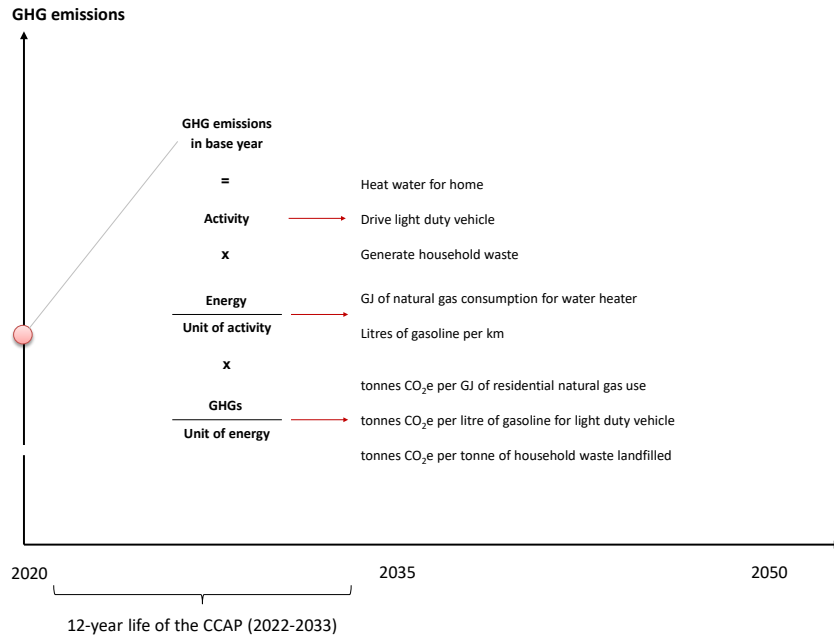 GHG emissions
GHG emissions
in base year
=
Activity
x
Energy
Unit of activity
x
GHGs
Unit of energy
Heat water for home
Drive light duty vehicle
Generate household waste
GJ of natural gas consumption for water heater
Litres of gasoline per km
tonnes CO₂e per GJ of residential natural gas use
tonnes CO₂e per litre of gasoline for light duty vehicle
tonnes CO₂e per tonne of household waste landfilled
2020
2035
2050
12-year life of the CCAP (2022-2033)